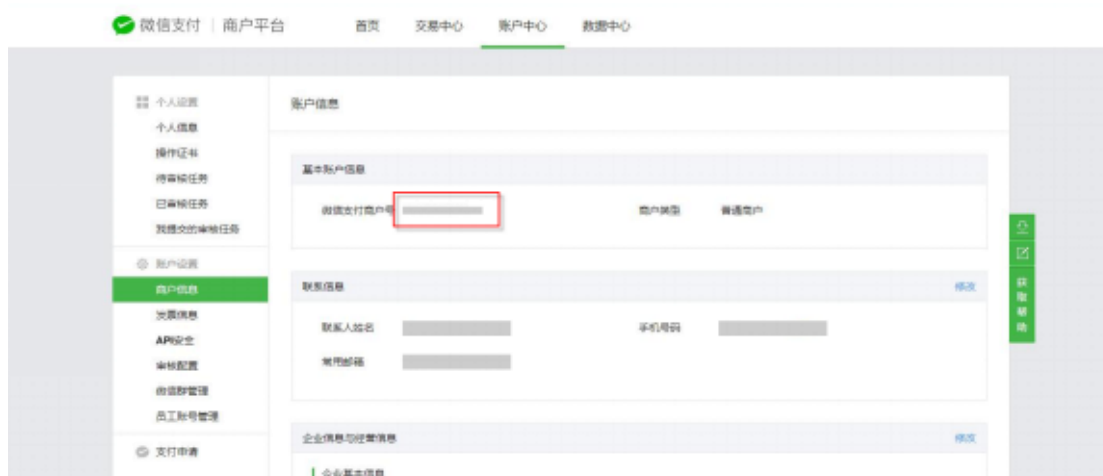 微信支付 | 商户平台 首页 交易中心 账户中心 数据中心
个人设置
个人信息
操作证书
待审核任务
已审核任务
我提交的审核任务
账户设置
商户信息
发票信息
API安全
审核配置
微信群管理
员工账号管理
支付申请
账户信息
基本账户信息
微信支付商户号 商户类型 普通商户
联系信息 修改
联系人姓名 手机号码
常用邮箱
企业信息与经营信息 修改
企业基本信息
获取帮助